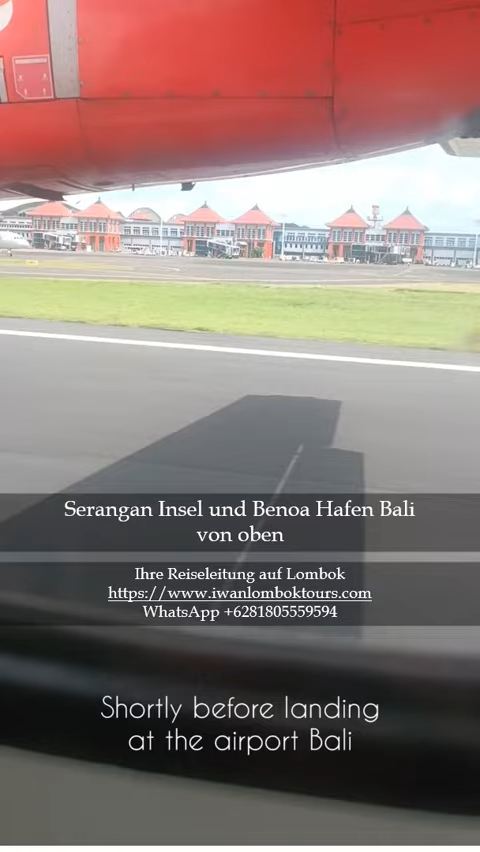 Serangan Insel und Benoa Hafen Bali
von oben
Ihre Reiseleitung auf Lombok
https://www.iwanlomboktours.com
WhatsApp +6281805559594
Shortly before landing
at the airport Bali